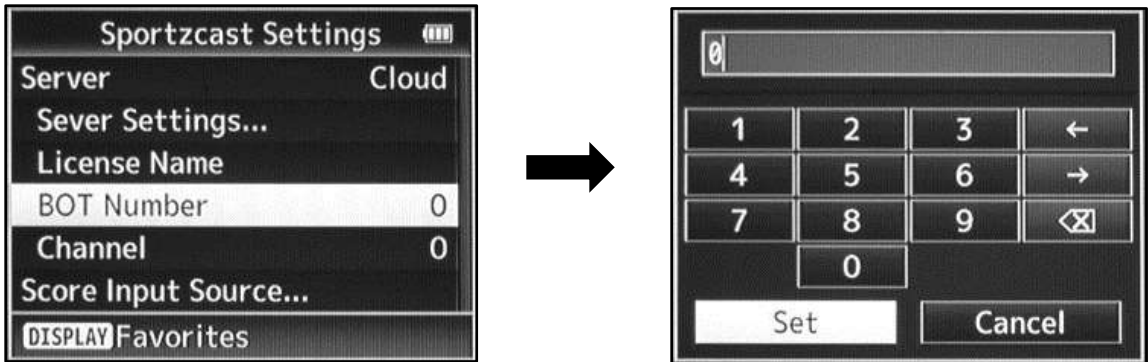 Sportzcast Settings
Server Cloud
Sever Settings...
License Name
BOT Number 0
Channel 0
Score Input Source...
DISPLAY Favorites
0
1 2 3 ←
4 5 6 →
7 8 9 ⌫
0
Set Cancel